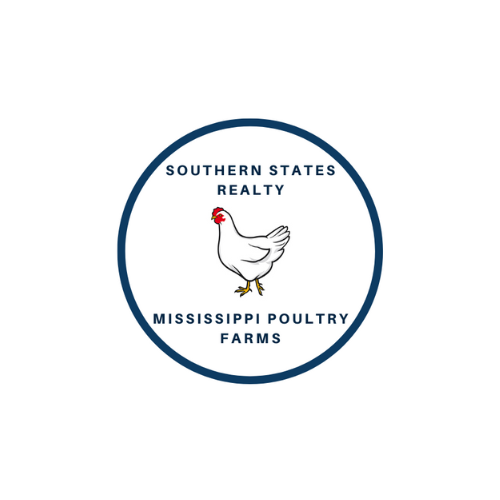 SOUTHERN STATES
REALTY
MISSISSIPPI POULTRY
FARMS